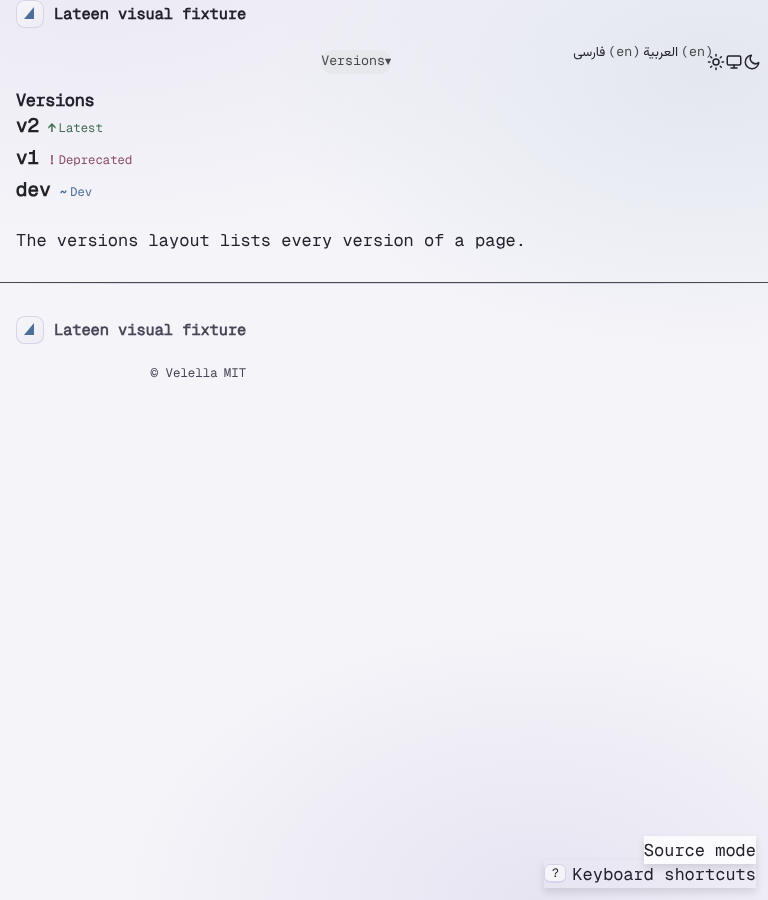 Lateen visual fixture
Versions▾
فارسی (en) العربية (en)
Versions
v2 ↑ Latest
v1 ! Deprecated
dev ~ Dev
The versions layout lists every version of a page.
Lateen visual fixture
© Velella MIT
Source mode
? Keyboard shortcuts